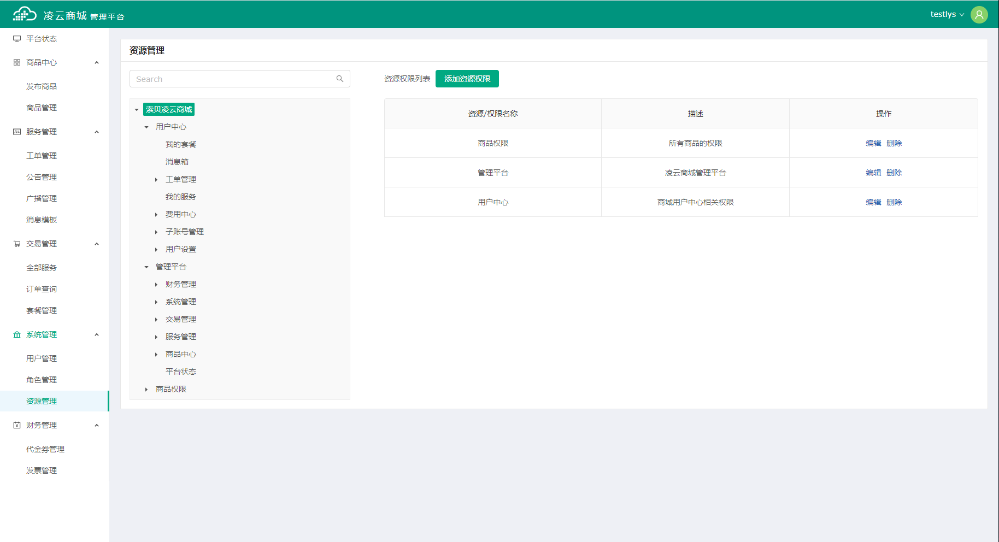 凌云商城 管理平台
testlys
平台状态
商品中心
发布商品
商品管理
服务管理
工单管理
公告管理
广播管理
消息模板
交易管理
全部服务
订单查询
套餐管理
系统管理
用户管理
角色管理
资源管理
财务管理
代金券管理
发票管理
资源管理
Search
索贝凌云商城
用户中心
我的套餐
消息箱
工单管理
我的服务
费用中心
子账号管理
用户设置
管理平台
财务管理
系统管理
交易管理
服务管理
商品中心
平台状态
商品权限
资源权限列表 添加资源权限
资源/权限名称 描述 操作
商品权限 所有商品的权限 编辑 删除
管理平台 凌云商城管理平台 编辑 删除
用户中心 商城用户中心相关权限 编辑 删除